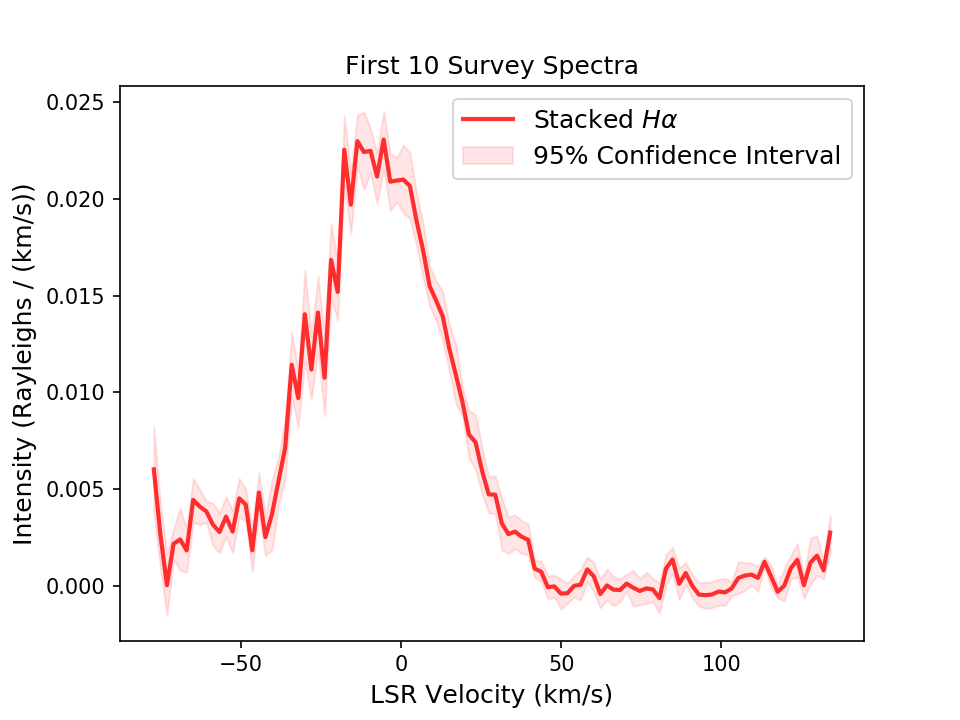 First 10 Survey Spectra
Stacked Hα
95% Confidence Interval
Intensity (Rayleighs / (km/s))
0.025
0.020
0.015
0.010
0.005
0.000
−50
0
50
100
LSR Velocity (km/s)